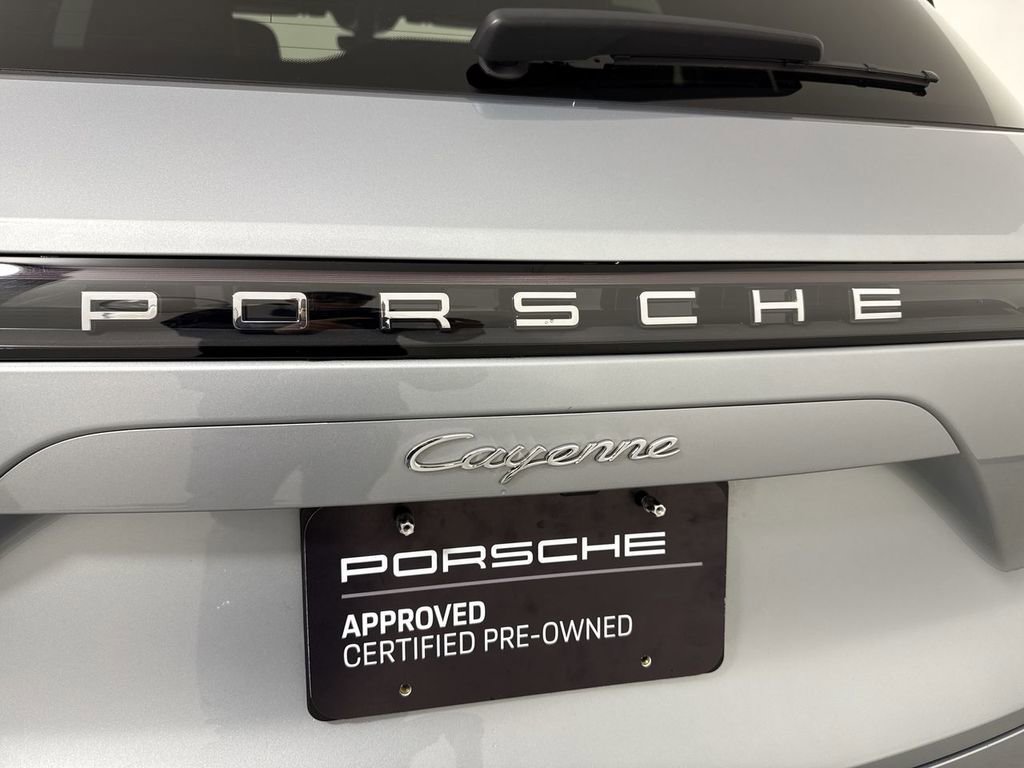 PORSCHE
Cayenne
PORSCHE
APPROVED
CERTIFIED PRE-OWNED